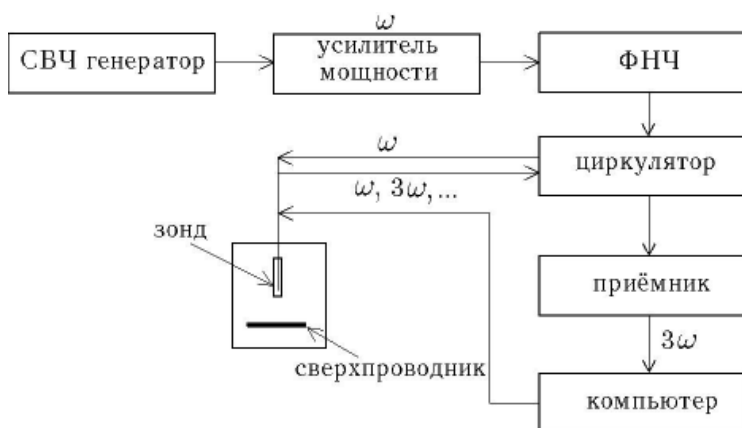 ω
СВЧ генератор
усилитель
мощности
ФНЧ
ω
циркулятор
ω, 3ω, ...
зонд
приёмник
3ω
сверхпроводник
компьютер